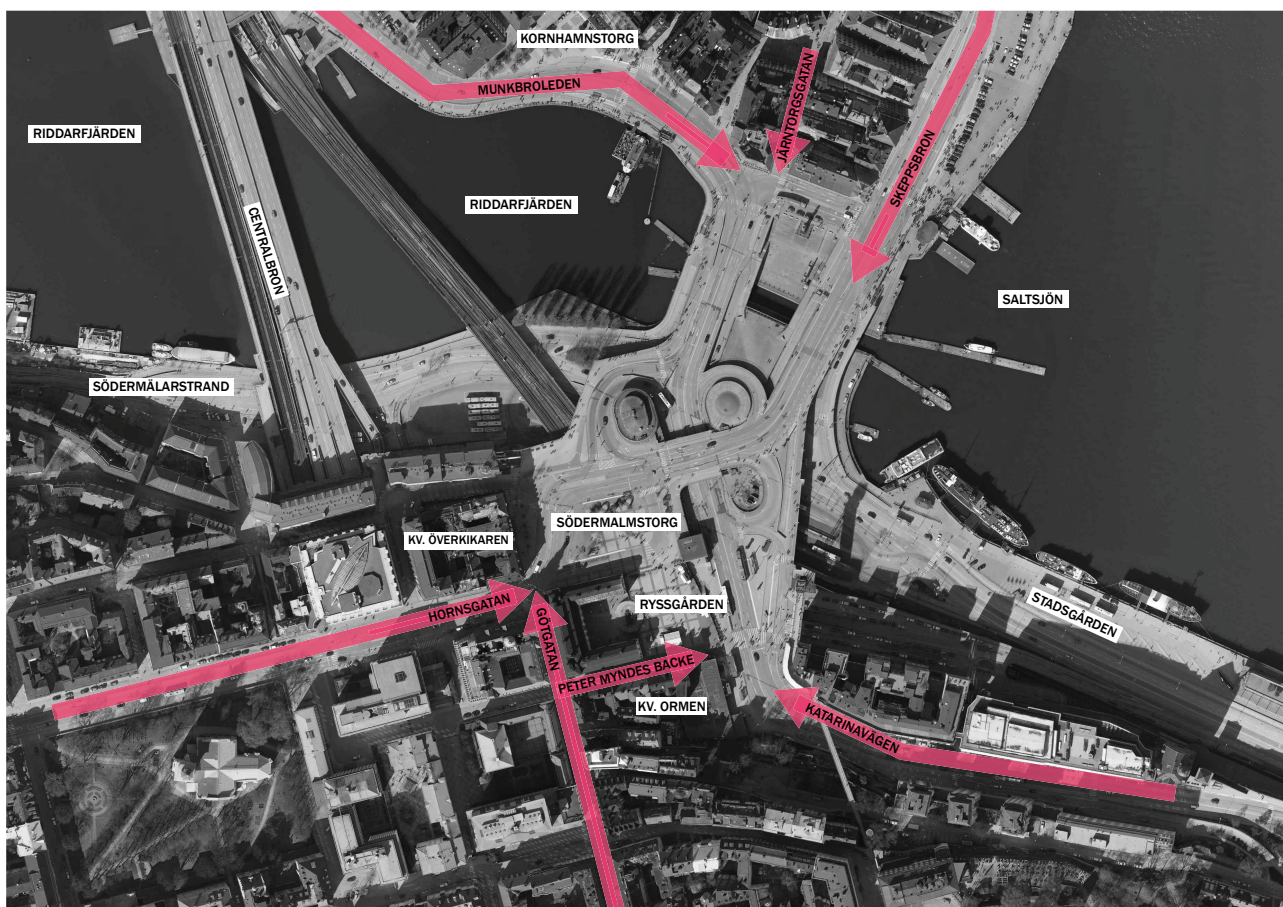 KORNHAMNSTORG
MUNKBROLEDEN
JÄRNTORGSGATAN
RIDDARFJÄRDEN
SKEPPSBRON
RIDDARFJÄRDEN
CENTRALBRON
SALTSJÖN
SÖDERMÄLARSTRAND
SÖDERMALMSTORG
KV. ÖVERKIKAREN
HORNSGATAN
GÖTGATAN
RYSSGÅRDEN
STADSGÅRDEN
PETER MYNDES BACKE
KV. ORMEN
KATARINAVÄGEN